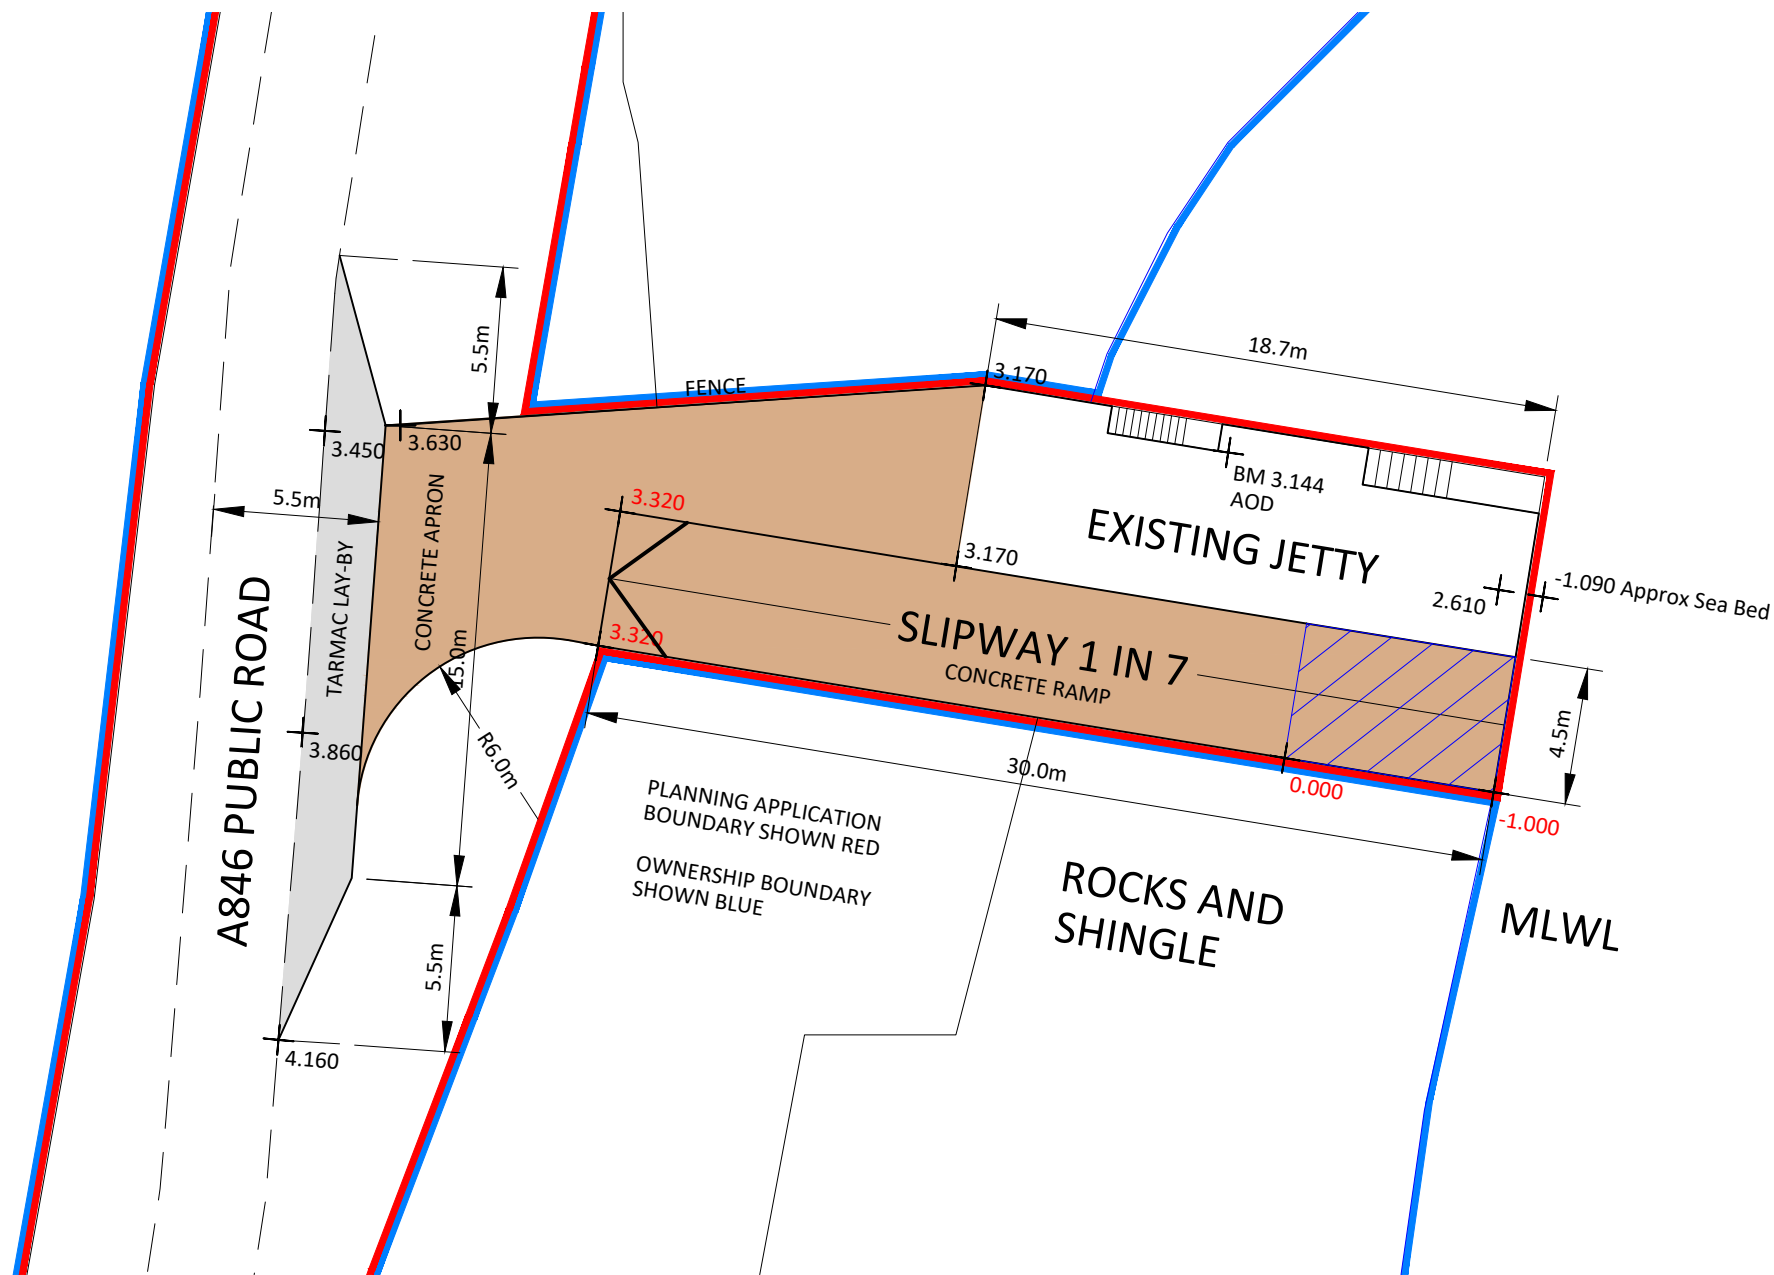 5.5m
18.7m
FENCE
3.170
3.450
3.630
BM 3.144
AOD
5.5m
3.320
EXISTING JETTY
CONCRETE APRON
TARMAC LAY-BY
A846 PUBLIC ROAD
3.170
-1.090 Approx Sea Bed
2.610
SLIPWAY 1 IN 7
CONCRETE RAMP
3.320
15.0m
4.5m
3.860
R6.0m
30.0m
0.000
-1.000
PLANNING APPLICATION
BOUNDARY SHOWN RED
OWNERSHIP BOUNDARY
SHOWN BLUE
ROCKS AND
SHINGLE
MLWL
5.5m
4.160